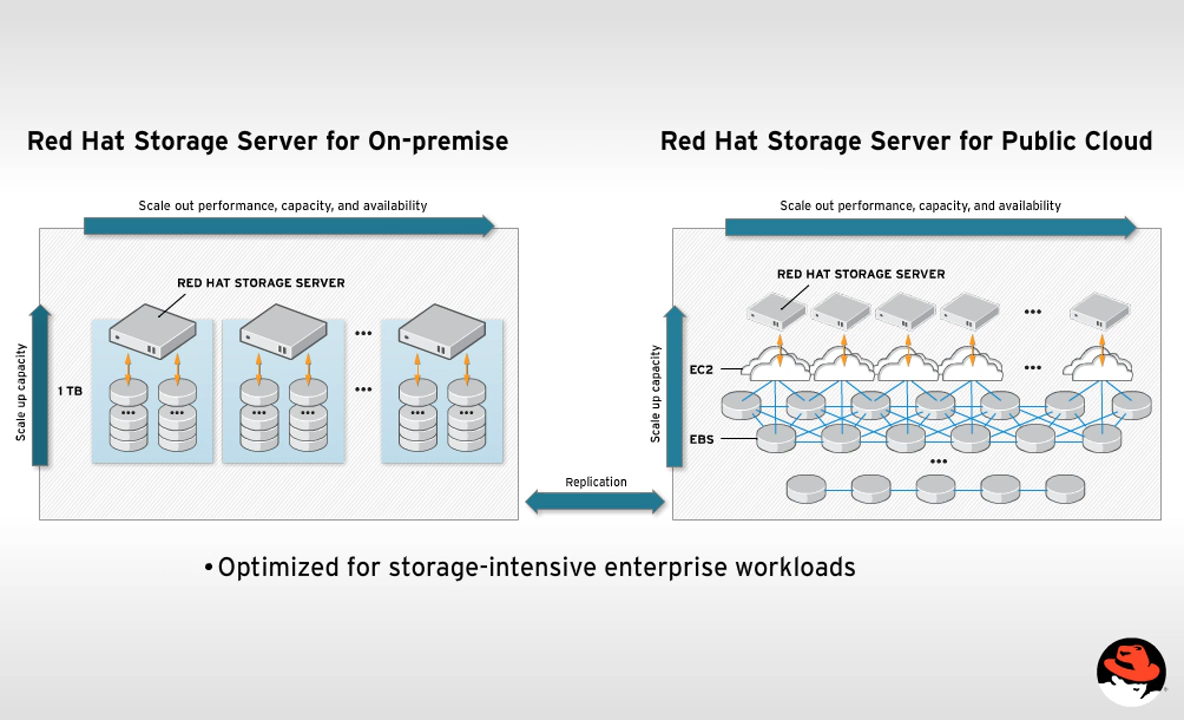 Red Hat Storage Server for On-premise
Scale out performance, capacity, and availability
RED HAT STORAGE SERVER
Scale up capacity
1 TB
Replication
Red Hat Storage Server for Public Cloud
Scale out performance, capacity, and availability
RED HAT STORAGE SERVER
Scale up capacity
EC2
EBS
• Optimized for storage-intensive enterprise workloads